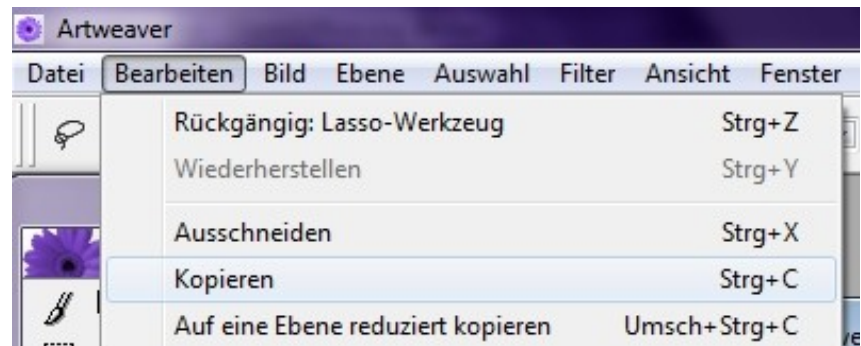 Artweaver
Datei Bearbeiten Bild Ebene Auswahl Filter Ansicht Fenster
Rückgängig: Lasso-Werkzeug Strg+Z
Wiederherstellen Strg+Y
Ausschneiden Strg+X
Kopieren Strg+C
Auf eine Ebene reduziert kopieren Umsch+Strg+C